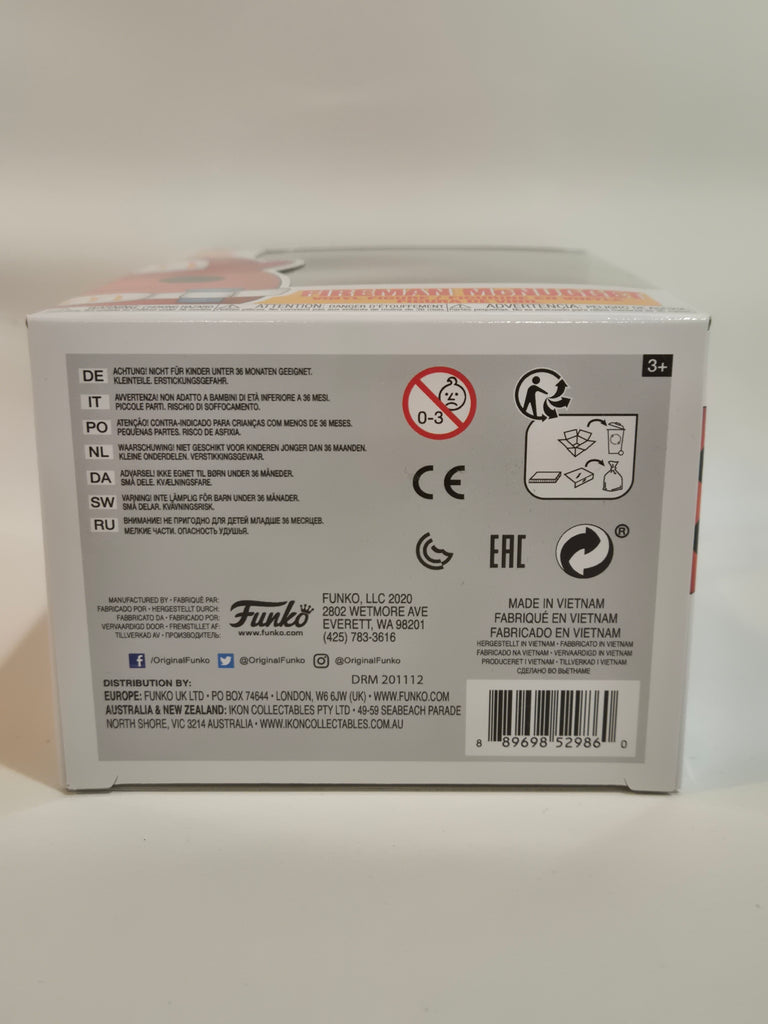 FIREMAN McNUGGET
3+
DE ACHTUNG! NICHT FÜR KINDER UNTER 36 MONATEN GEEIGNET.
KLEINTEILE. ERSTICKUNGSGEFAHR.
IT AVVERTENZA! NON ADATTO A BAMBINI DI ETÀ INFERIORE A 36 MESI.
PICCOLE PARTI. RISCHIO DI SOFFOCAMENTO.
PO ATENÇÃO! CONTRA-INDICADO PARA CRIANÇAS COM MENOS DE 36 MESES.
PEQUENAS PARTES. RISCO DE ASFIXIA.
NL WAARSCHUWING! NIET GESCHIKT VOOR KINDEREN JONGER DAN 36 MAANDEN.
KLEINE ONDERDELEN. VERSTIKKINGSGEVAAR.
DA ADVARSEL! IKKE EGNET TIL BØRN UNDER 36 MÅNEDER.
SMÅ DELE. KVÆLNINGSFARE.
SW VARNING! INTE LÄMPLIG FÖR BARN UNDER 36 MÅNADER.
SMÅ DELAR. KVÄVNINGSRISK.
RU ВНИМАНИЕ! НЕ ПРИГОДНО ДЛЯ ДЕТЕЙ МЛАДШЕ 36 МЕСЯЦЕВ.
МЕЛКИЕ ЧАСТИ. ОПАСНОСТЬ УДУШЬЯ.
0-3
CE
EAC
®
MANUFACTURED BY • FABRIQUÉ PAR:
FABRICADO POR • HERGESTELLT DURCH:
FABBRICATO DA • FABRICADO POR:
VERVAARDIGD DOOR • FREMSTILLET AF:
TILLVERKAD AV • ПРОИЗВОДИТЕЛЬ:
Funko
www.funko.com
FUNKO, LLC 2020
2802 WETMORE AVE
EVERETT, WA 98201
(425) 783-3616
MADE IN VIETNAM
FABRIQUÉ EN VIETNAM
FABRICADO EN VIETNAM
HERGESTELLT IN VIETNAM • FABBRICATO IN VIETNAM
FABRICADO NA VIETNAM • VERVAARDIGD IN VIETNAM
PRODUCERET I VIETNAM • TILLVERKAD I VIETNAM
СДЕЛАНО ВО ВЬЕТНАМЕ
/OriginalFunko @OriginalFunko @OriginalFunko
DRM 201112
DISTRIBUTION BY:
EUROPE: FUNKO UK LTD • PO BOX 74644 • LONDON, W6 6JW (UK) • WWW.FUNKO.COM
AUSTRALIA & NEW ZEALAND: IKON COLLECTABLES PTY LTD • 49-59 SEABEACH PARADE
NORTH SHORE, VIC 3214 AUSTRALIA • WWW.IKONCOLLECTABLES.COM.AU
8 89698 52986 0